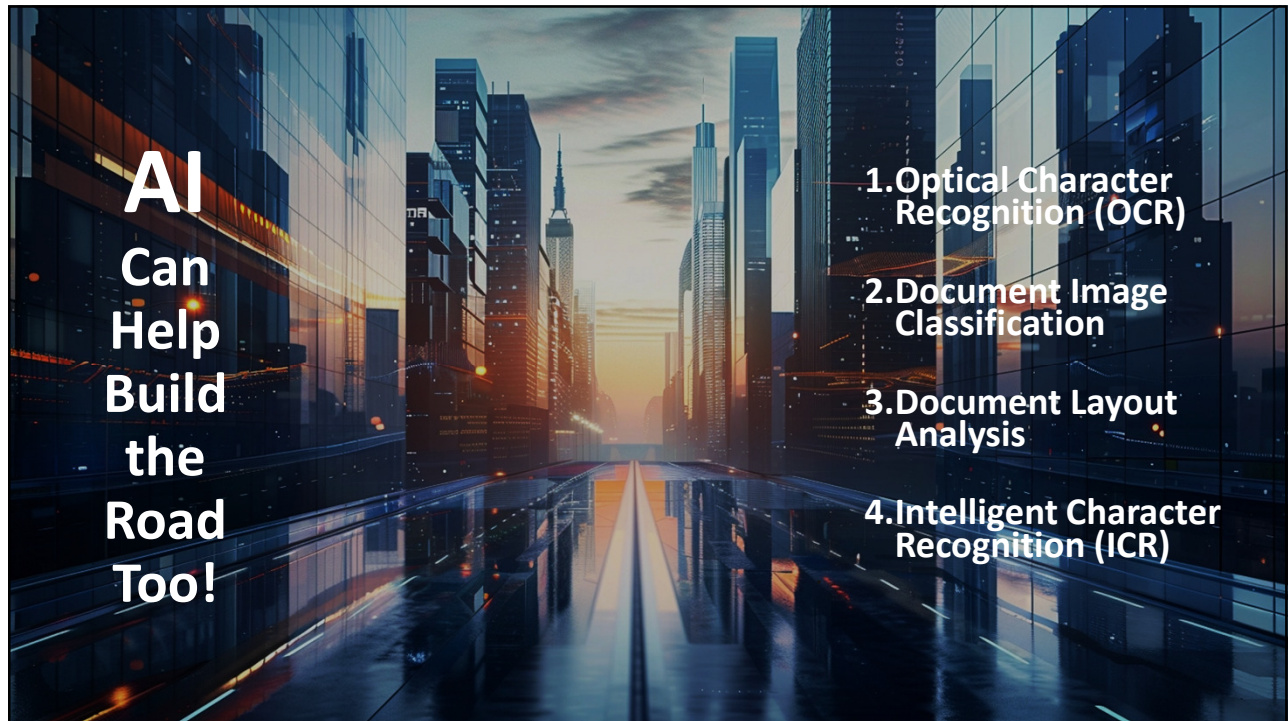 AI
Can
Help
Build
the
Road
Too!
1.Optical Character
Recognition (OCR)
2.Document Image
Classification
3.Document Layout
Analysis
4.Intelligent Character
Recognition (ICR)